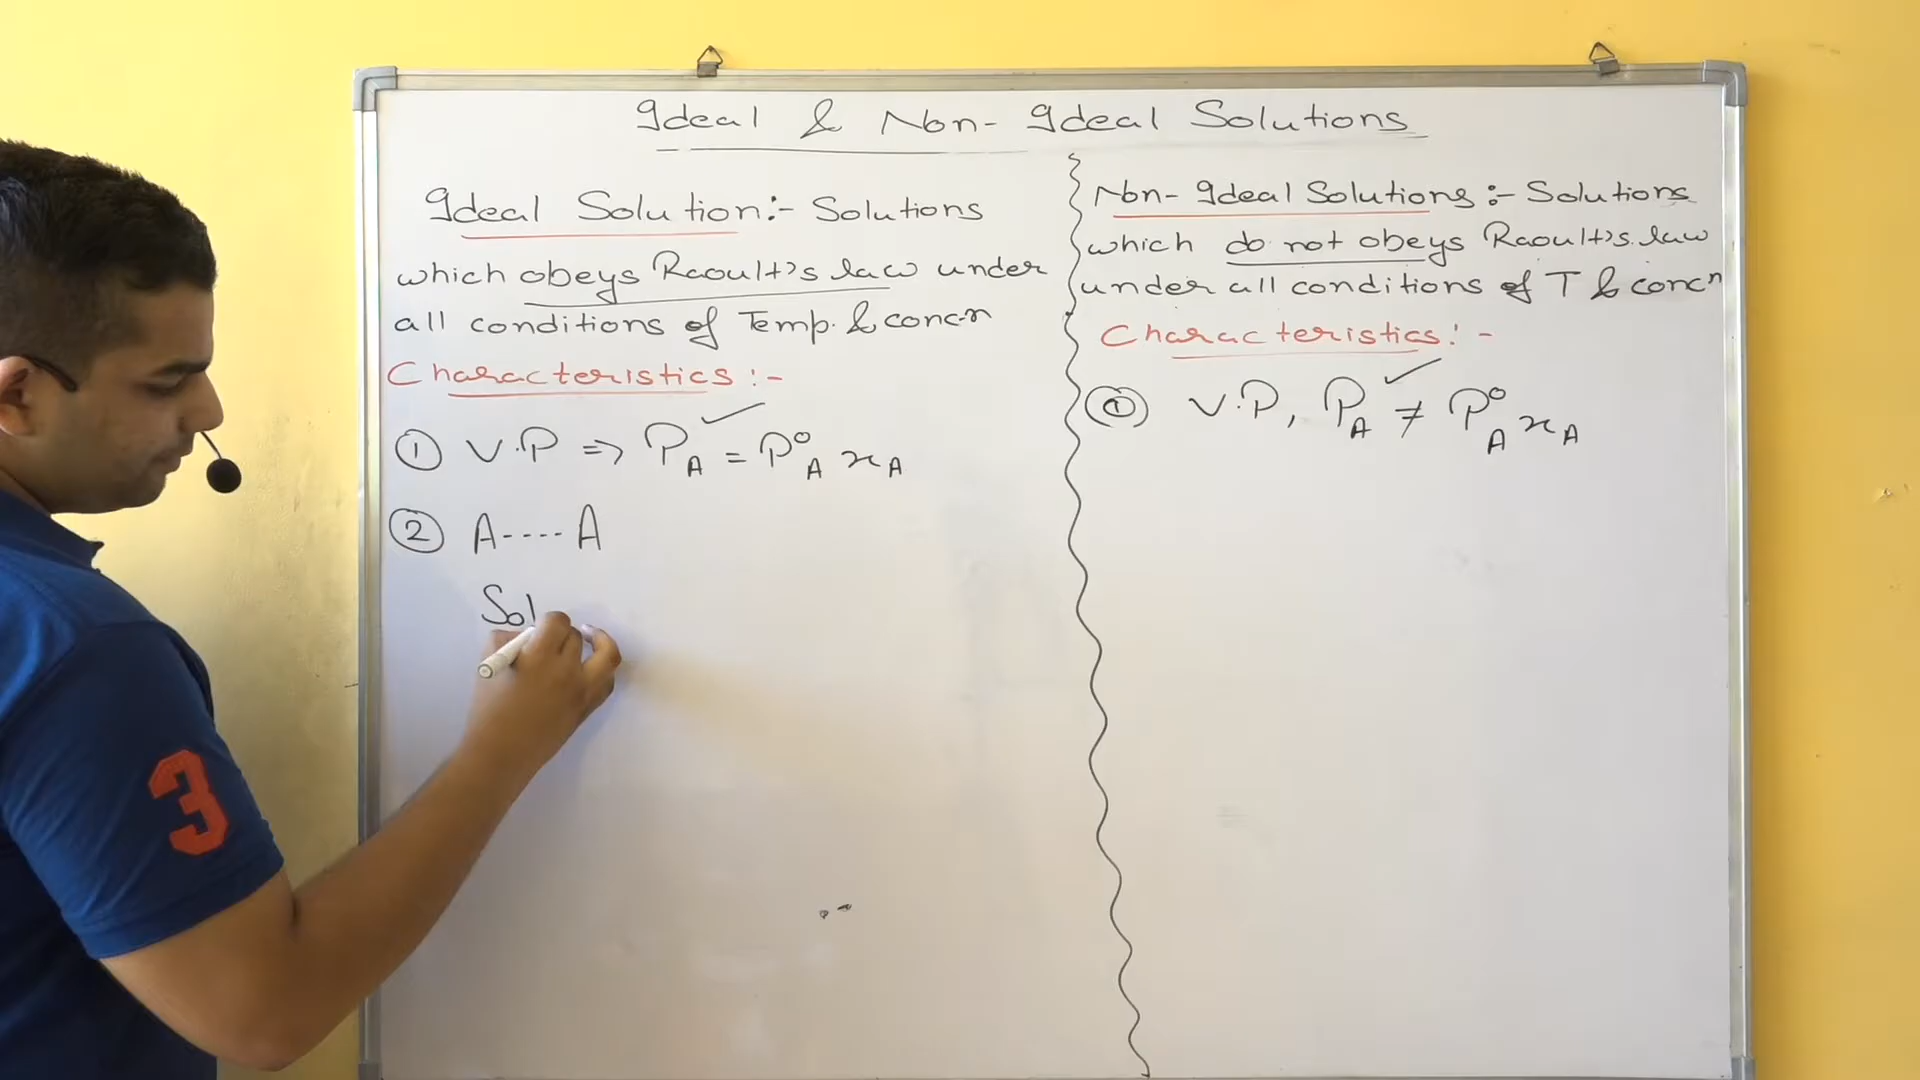 Ideal & Non-Ideal Solutions
Ideal Solution:- Solutions
which obeys Raoult's law under
all conditions of Temp. & concn
Characteristics :-
① V.P => P_A = P°_A x_A
② A----A
Sol
Non-Ideal Solutions :- Solutions
which do not obeys Raoult's law
under all conditions of T & concn
Characteristics :-
① V.P, P_A ≠ P°_A x_A
3